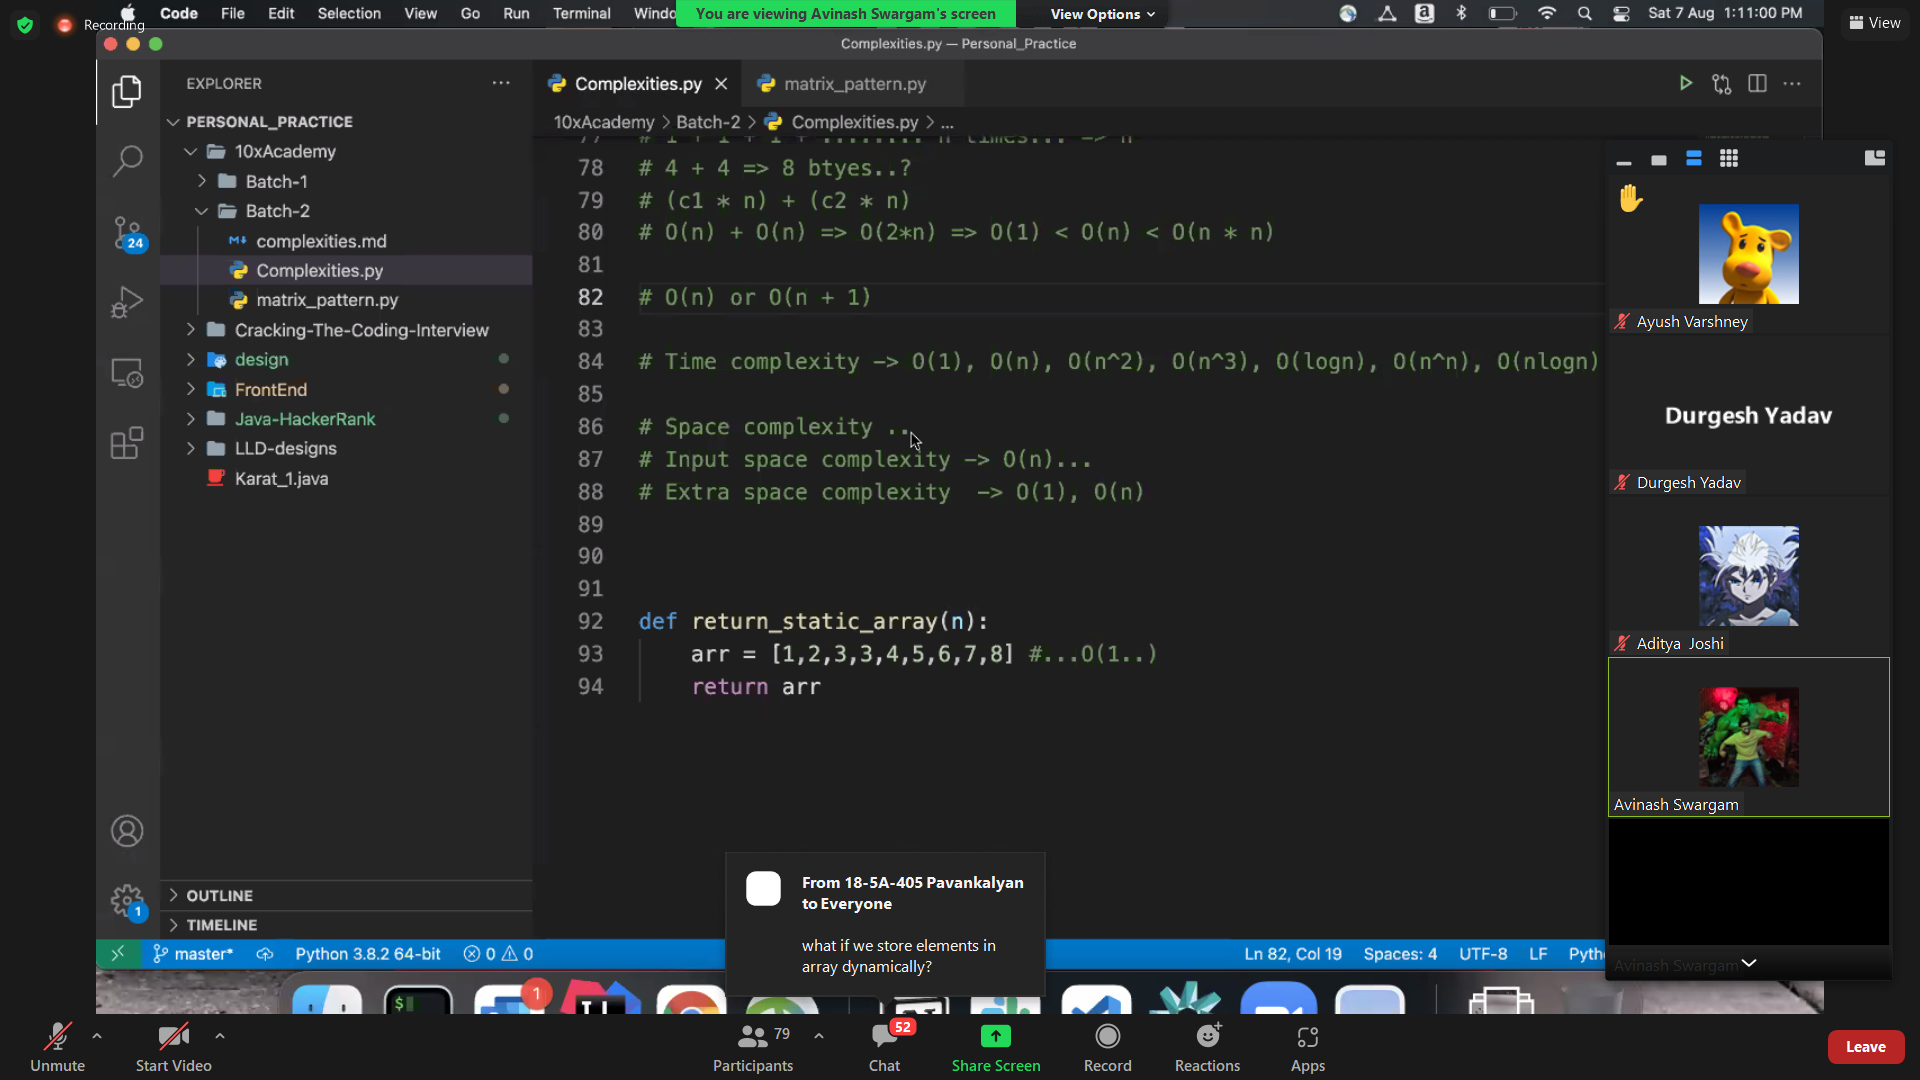 Code File Edit Selection View Go Run Terminal
You are viewing Avinash Swargam's screen
View Options
Sat 7 Aug 1:11:00 PM
Recording
View
Complexities.py — Personal_Practice
EXPLORER
Complexities.py
matrix_pattern.py
10xAcademy > Batch-2 > Complexities.py > ...
PERSONAL_PRACTICE
10xAcademy
Batch-1
Batch-2
complexities.md
Complexities.py
matrix_pattern.py
Cracking-The-Coding-Interview
design
FrontEnd
Java-HackerRank
LLD-designs
Karat_1.java
OUTLINE
TIMELINE
24
1
77 # 1 + 1 + 1 + ........ n times... => n
78 # 4 + 4 => 8 btyes..?
79 # (c1 * n) + (c2 * n)
80 # O(n) + O(n) => O(2*n) => O(1) < O(n) < O(n * n)
81
82 # O(n) or O(n + 1)
83
84 # Time complexity -> O(1), O(n), O(n^2), O(n^3), O(logn), O(n^n), O(nlogn)
85
86 # Space complexity ..
87 # Input space complexity -> O(n)...
88 # Extra space complexity  -> O(1), O(n)
89
90
91
92 def return_static_array(n):
93     arr = [1,2,3,3,4,5,6,7,8] #...O(1..)
94     return arr
Ayush Varshney
Durgesh Yadav
Durgesh Yadav
Aditya Joshi
Avinash Swargam
Avinash Swargam
From 18-5A-405 Pavankalyan
to Everyone
what if we store elements in
array dynamically?
master*
Python 3.8.2 64-bit
0
0
Ln 82, Col 19
Spaces: 4
UTF-8
LF
1
Unmute
Start Video
Participants
79
Chat
52
Share Screen
Record
Reactions
Apps
Leave